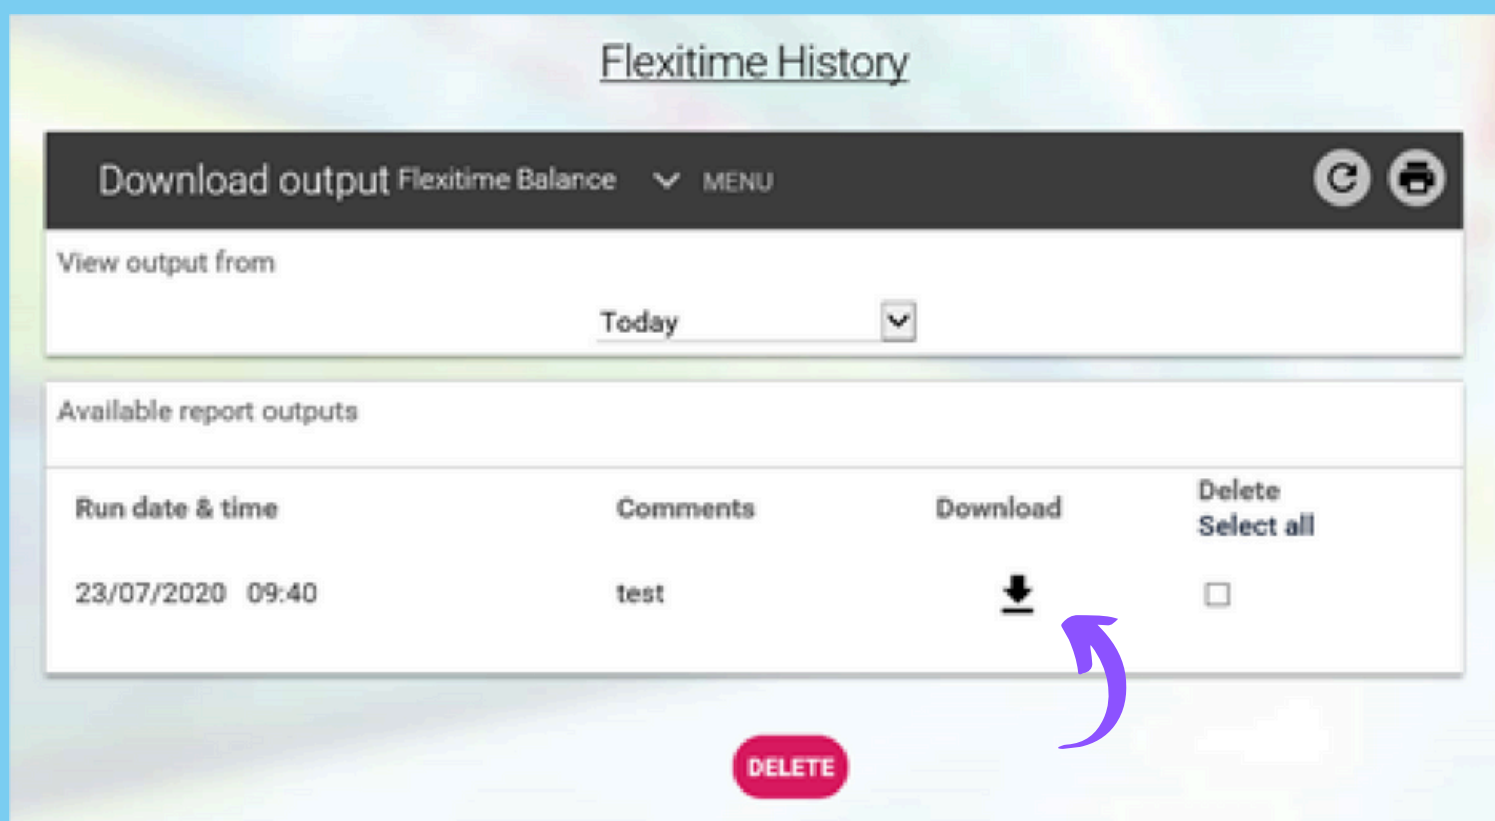 Flexitime History
Download output Flexitime Balance MENU
View output from
Today
Available report outputs
Run date & time Comments Download Delete
Select all
23/07/2020 09:40 test
DELETE